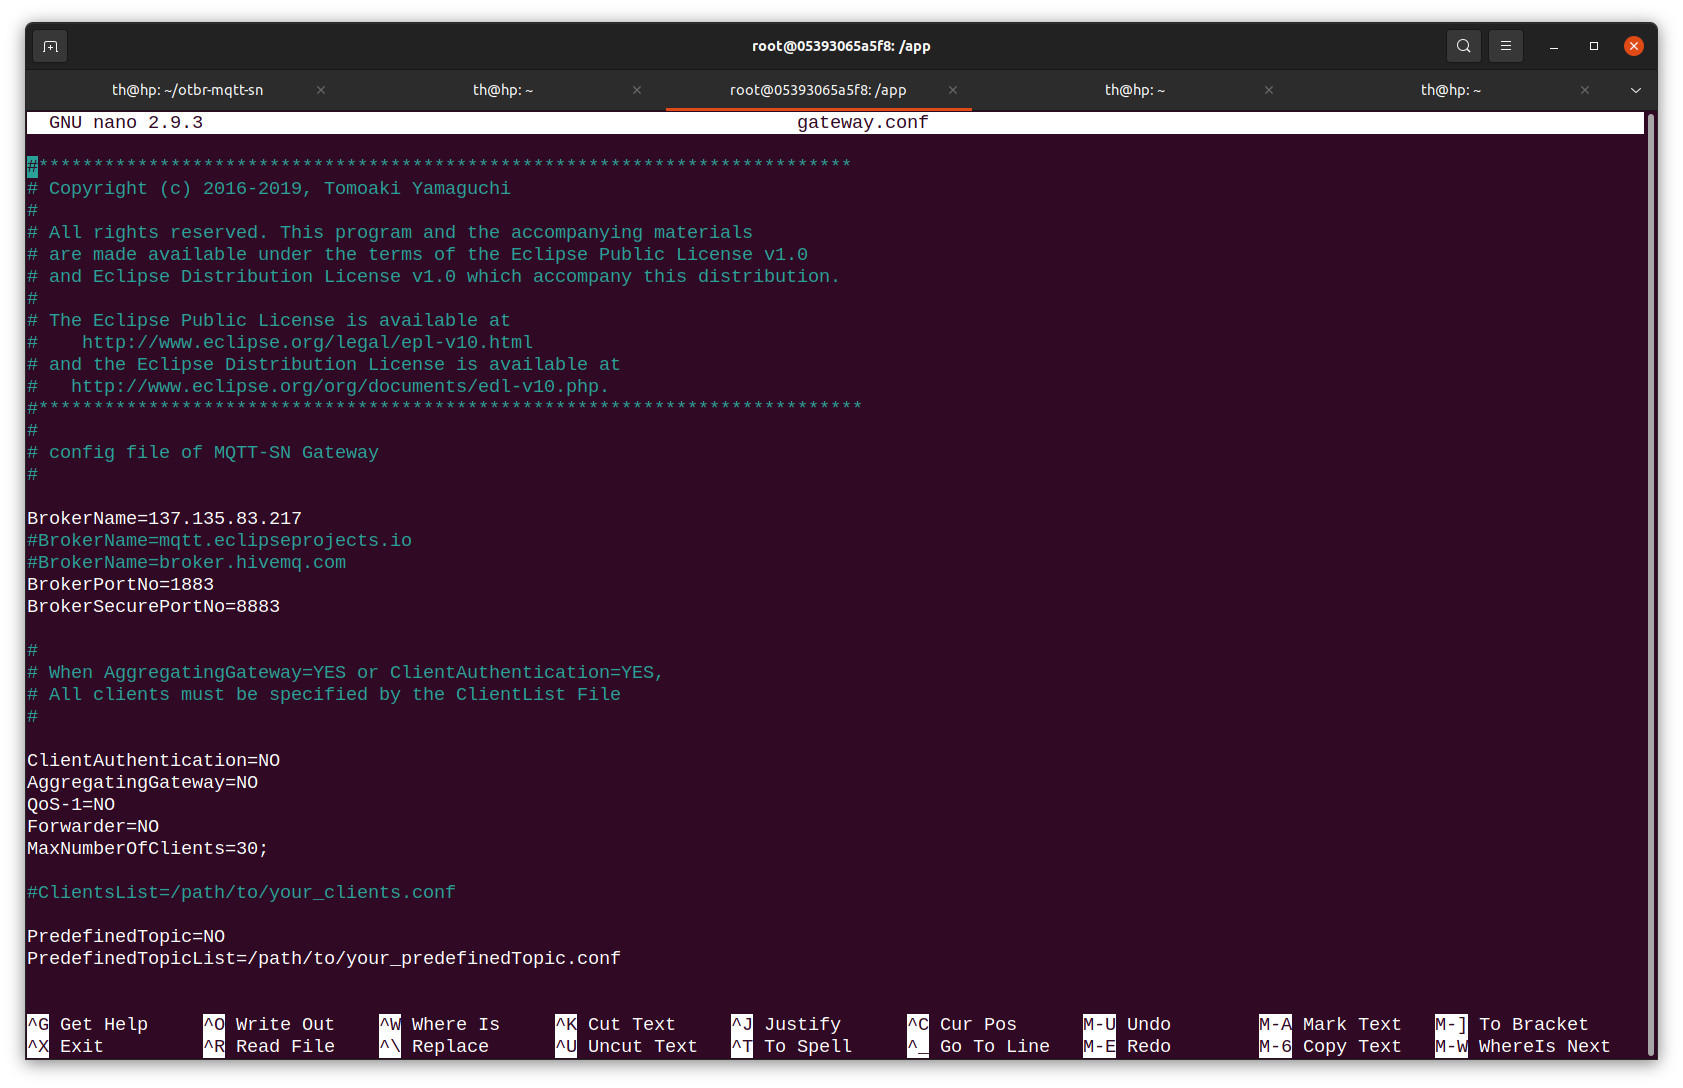 root@05393065a5f8: /app
th@hp: ~/otbr-mqtt-sn
th@hp: ~
root@05393065a5f8: /app
th@hp: ~
th@hp: ~
GNU nano 2.9.3 gateway.conf
#**************************************************************************
# Copyright (c) 2016-2019, Tomoaki Yamaguchi
#
# All rights reserved. This program and the accompanying materials
# are made available under the terms of the Eclipse Public License v1.0
# and Eclipse Distribution License v1.0 which accompany this distribution.
#
# The Eclipse Public License is available at
#    http://www.eclipse.org/legal/epl-v10.html
# and the Eclipse Distribution License is available at
#   http://www.eclipse.org/org/documents/edl-v10.php.
#***************************************************************************
#
# config file of MQTT-SN Gateway
#
BrokerName=137.135.83.217
#BrokerName=mqtt.eclipseprojects.io
#BrokerName=broker.hivemq.com
BrokerPortNo=1883
BrokerSecurePortNo=8883
#
# When AggregatingGateway=YES or ClientAuthentication=YES,
# All clients must be specified by the ClientList File
#
ClientAuthentication=NO
AggregatingGateway=NO
QoS-1=NO
Forwarder=NO
MaxNumberOfClients=30;
#ClientsList=/path/to/your_clients.conf
PredefinedTopic=NO
PredefinedTopicList=/path/to/your_predefinedTopic.conf
^G Get Help ^O Write Out ^W Where Is ^K Cut Text ^J Justify ^C Cur Pos M-U Undo M-A Mark Text M-] To Bracket
^X Exit ^R Read File ^\ Replace ^U Uncut Text ^T To Spell ^_ Go To Line M-E Redo M-6 Copy Text M-W WhereIs Next